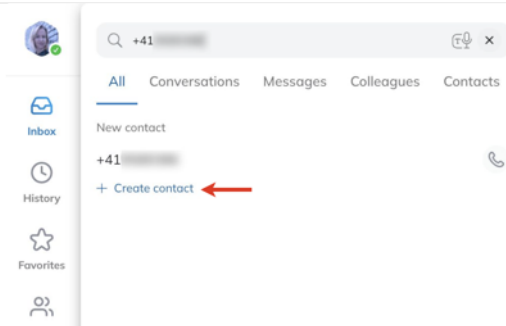 +41
All Conversations Messages Colleagues Contacts
New contact
+41
+ Create contact
Inbox
History
Favorites